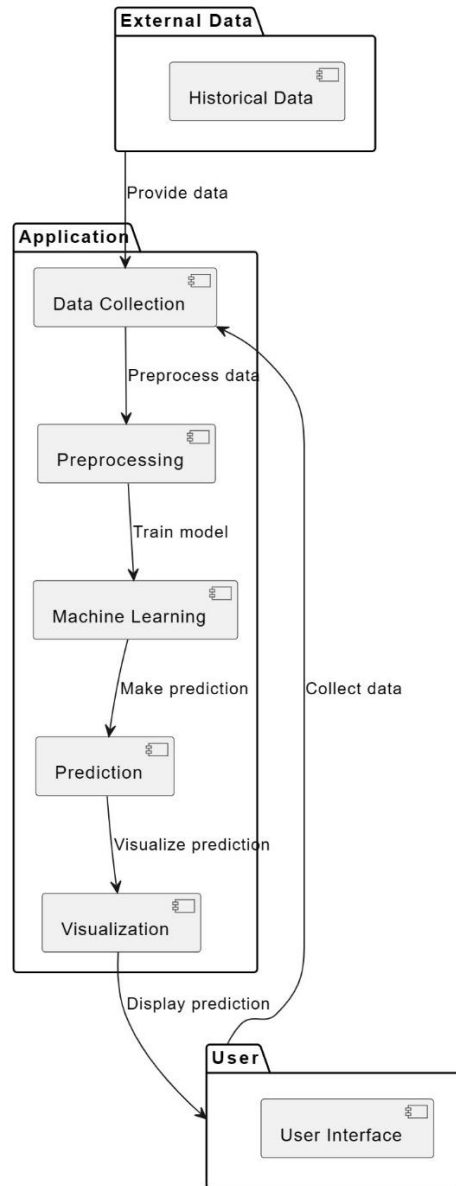 External Data
Historical Data
Provide data
Application
Data Collection
Preprocess data
Preprocessing
Train model
Machine Learning
Make prediction
Collect data
Prediction
Visualize prediction
Visualization
Display prediction
User
User Interface